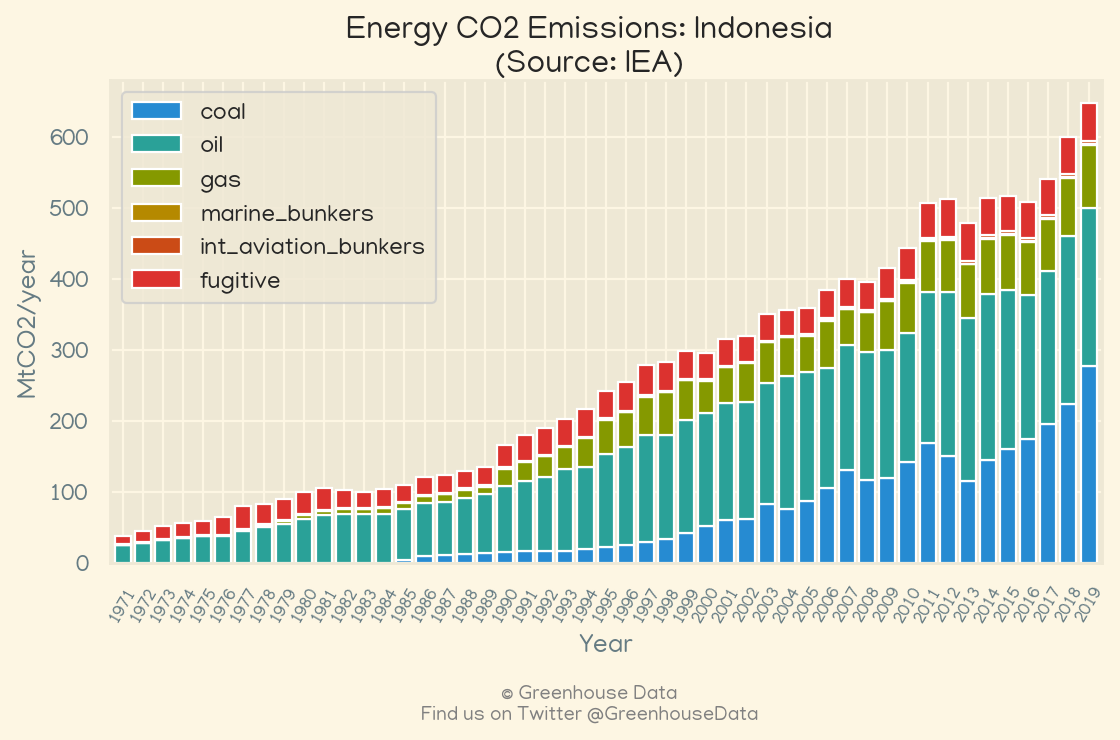 Energy CO2 Emissions: Indonesia
(Source: IEA)
coal
oil
gas
marine_bunkers
int_aviation_bunkers
fugitive
MtCO2/year
600
500
400
300
200
100
0
1971 1972 1973 1974 1975 1976 1977 1978 1979 1980 1981 1982 1983 1984 1985 1986 1987 1988 1989 1990 1991 1992 1993 1994 1995 1996 1997 1998 1999 2000 2001 2002 2003 2004 2005 2006 2007 2008 2009 2010 2011 2012 2013 2014 2015 2016 2017 2018 2019
Year
© Greenhouse Data
Find us on Twitter @GreenhouseData